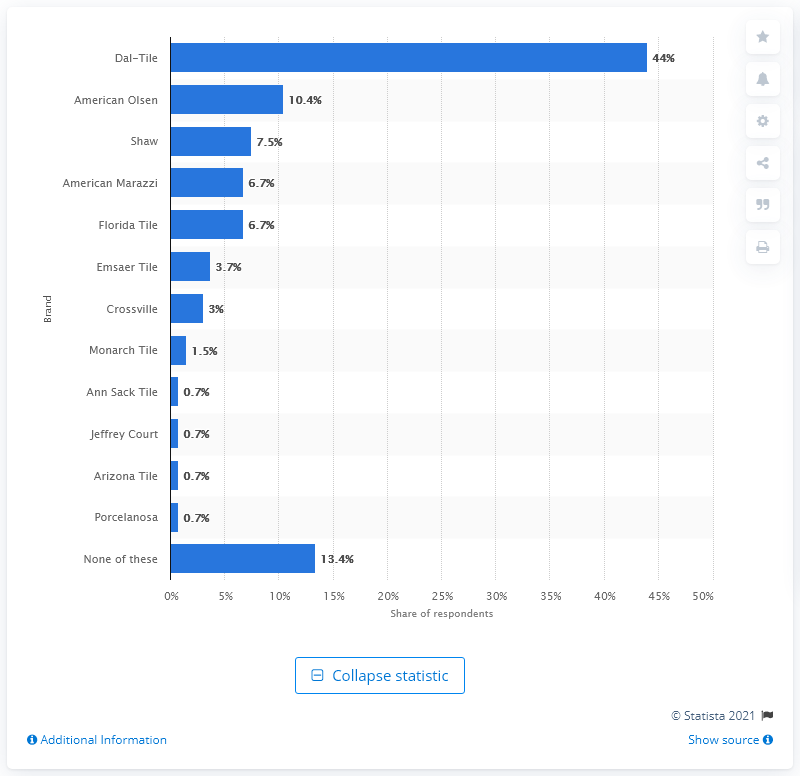 Dal-Tile 44%
American Olsen 10.4%
Shaw 7.5%
American Marazzi 6.7%
Florida Tile 6.7%
Emsaer Tile 3.7%
Crossville 3%
Monarch Tile 1.5%
Ann Sack Tile 0.7%
Jeffrey Court 0.7%
Arizona Tile 0.7%
Porcelanosa 0.7%
None of these 13.4%
Brand
0% 5% 10% 15% 20% 25% 30% 35% 40% 45% 50%
Share of respondents
Collapse statistic
© Statista 2021
Additional Information
Show source